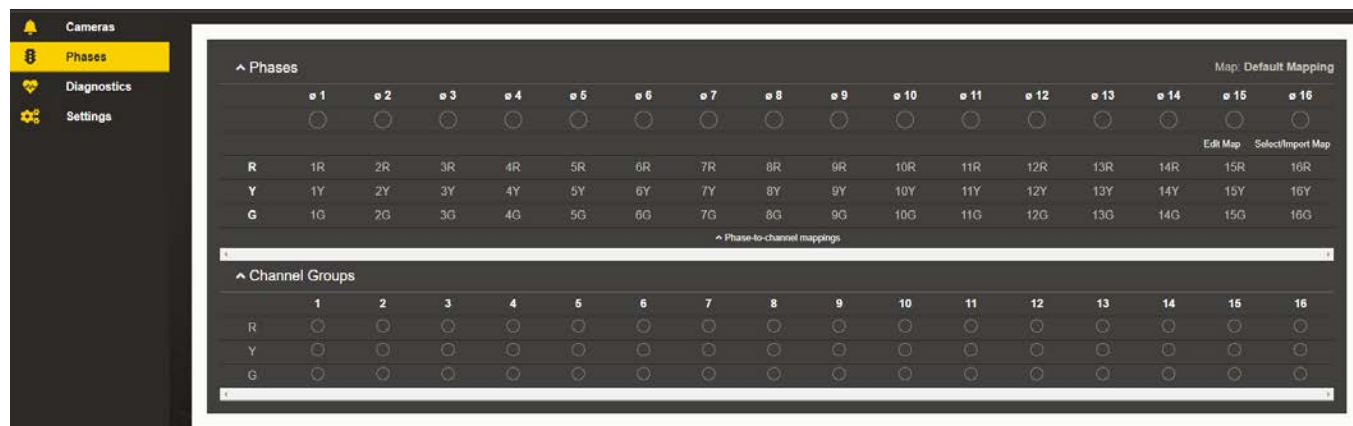 Cameras
Phases
Diagnostics
Settings
Phases Map: Default Mapping
ø 1 ø 2 ø 3 ø 4 ø 5 ø 6 ø 7 ø 8 ø 9 ø 10 ø 11 ø 12 ø 13 ø 14 ø 15 ø 16
Edit Map Select/Import Map
R 1R 2R 3R 4R 5R 6R 7R 8R 9R 10R 11R 12R 13R 14R 15R 16R
Y 1Y 2Y 3Y 4Y 5Y 6Y 7Y 8Y 9Y 10Y 11Y 12Y 13Y 14Y 15Y 16Y
G 1G 2G 3G 4G 5G 6G 7G 8G 9G 10G 11G 12G 13G 14G 15G 16G
Phase-to-channel mappings
Channel Groups
1 2 3 4 5 6 7 8 9 10 11 12 13 14 15 16
R
Y
G